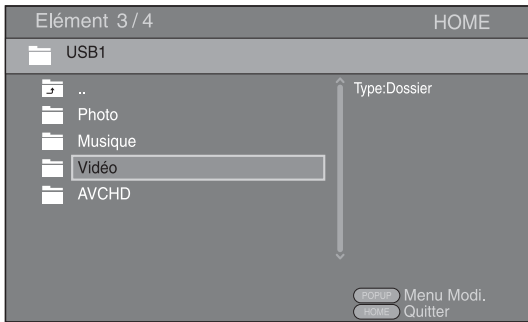 Elément 3 / 4
HOME
USB1
..
Type:Dossier
Photo
Musique
Vidéo
AVCHD
POPUP Menu Modi.
HOME Quitter